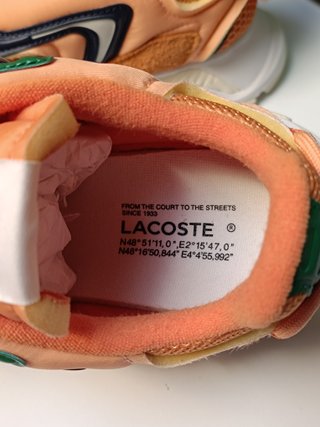 FROM THE COURT TO THE STREETS
SINCE 1933
LACOSTE ®
N48°51'11,0",E2°15'47,0"
N48°16'50,844" E4°4'55,992"